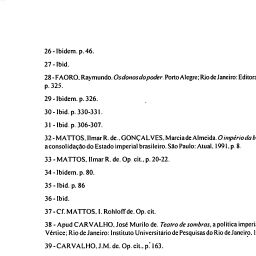 26 - Ibidem. p. 46.
27 - Ibid.
28 - FAORO, Raymundo. Os donos do poder. Porto Alegre; Rio de Janeiro: Editora
p. 325.
29 - Ibidem. p. 326.
30 - Ibid. p. 330-331.
31 - Ibid. p. 306-307.
32 - MATTOS, Ilmar R. de., GONÇALVES, Marcia de Almeida. O império da b
a consolidação do Estado imperial brasileiro. São Paulo: Atual, 1991, p. 8.
33 - MATTOS, Ilmar R. de. Op. cit., p. 20-22.
34 - Ibidem. p. 80.
35 - Ibid. p. 86
36 - Ibid.
37 - Cf. MATTOS, I. Rohloff de. Op. cit.
38 - Apud CARVALHO, José Murilo de. Teatro de sombras, a política imperi
Vértice; Rio de Janeiro: Instituto Universitário de Pesquisas do Rio de Janeiro, 1
39 - CARVALHO, J.M. de. Op. cit., p. 163.